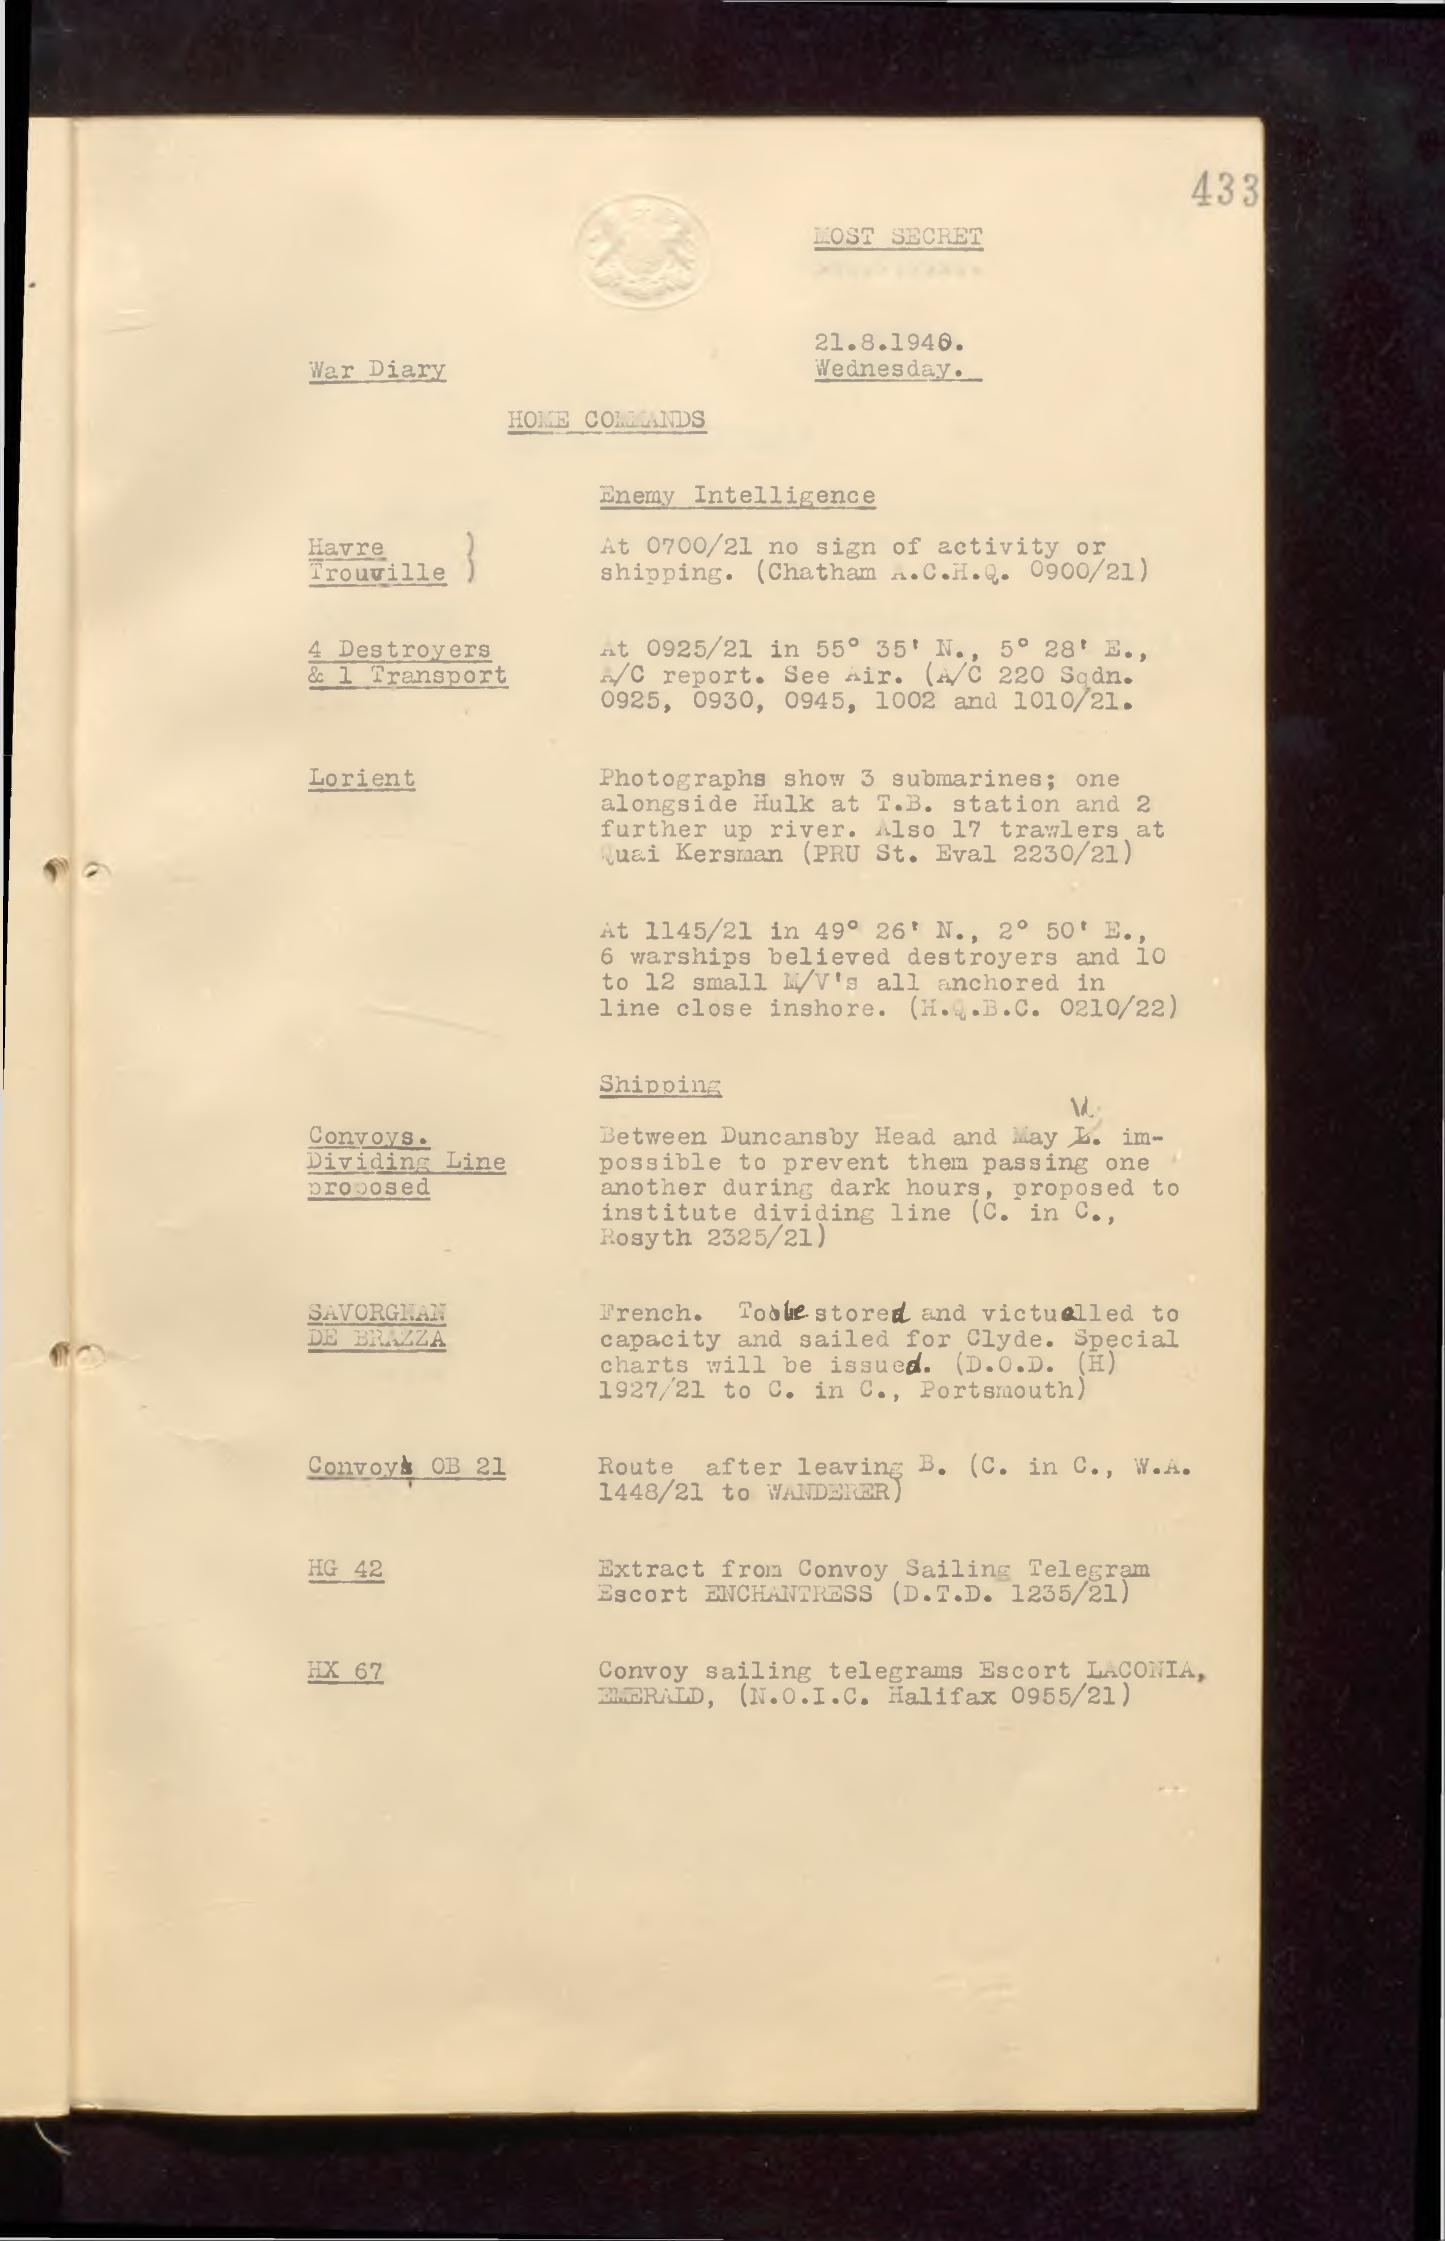 433
MOST SECRET
21.8.1940.
War Diary
Wednesday.
HOME COMMANDS
Enemy Intelligence
Havre
Trouville )
At 0700/21 no sign of activity or
shipping. (Chatham A.C.H.Q. 0900/21)
4 Destroyers
& 1 Transport
At 0925/21 in 55° 35' N., 5° 28' E.,
A/C report. See Air. (A/C 220 Sqdn.
0925, 0930, 0945, 1002 and 1010/21.
Lorient
Photographs show 3 submarines; one
alongside Hulk at T.B. station and 2
further up river. Also 17 trawlers at
Quai Kersman (PRU St. Eval 2230/21)
At 1145/21 in 49° 26' N., 2° 50' E.,
6 warships believed destroyers and 10
to 12 small M/V's all anchored in
line close inshore. (H.Q.B.C. 0210/22)
Shipping
Convoys.
Dividing Line
proposed
Between Duncansby Head and May L. im-
possible to prevent them passing one
another during dark hours, proposed to
institute dividing line (C. in C.,
Rosyth 2325/21)
SAVORGNAN
DE BRAZZA
French. To be stored and victualled to
capacity and sailed for Clyde. Special
charts will be issued. (D.O.D. (H)
1927/21 to C. in C., Portsmouth)
Convoys OB 21
Route after leaving B. (C. in C., W.A.
1448/21 to WANDERER)
HG 42
Extract from Convoy Sailing Telegram
Escort ENCHANTRESS (D.T.D. 1235/21)
HX 67
Convoy sailing telegrams Escort LACONIA,
EMERALD, (N.O.I.C. Halifax 0955/21)